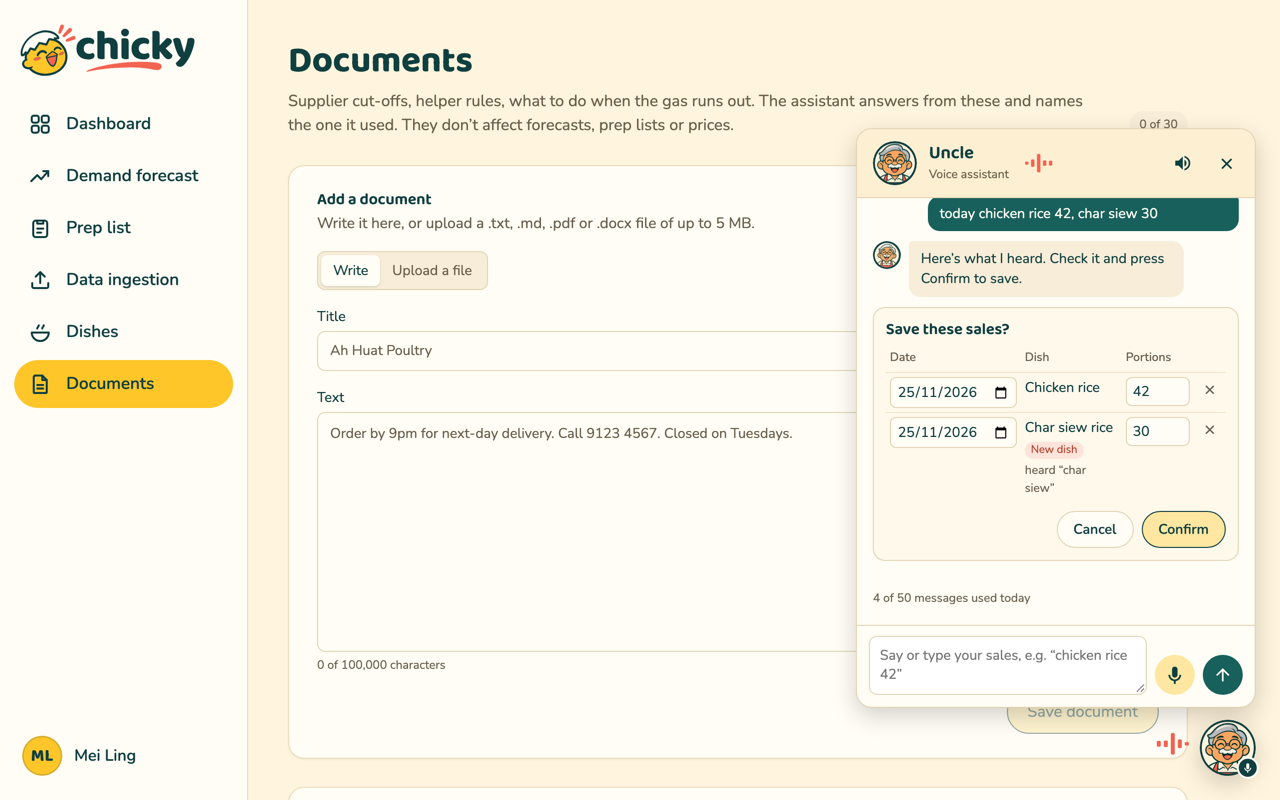 chicky
Dashboard
Demand forecast
Prep list
Data ingestion
Dishes
Documents
ML
Mei Ling
Documents
Supplier cut-offs, helper rules, what to do when the gas runs out. The assistant answers from these and names
the one it used. They don’t affect forecasts, prep lists or prices.
0 of 30
Add a document
Write it here, or upload a .txt, .md, .pdf or .docx file of up to 5 MB.
Write
Upload a file
Title
Ah Huat Poultry
Text
Order by 9pm for next-day delivery. Call 9123 4567. Closed on Tuesdays.
0 of 100,000 characters
Save document
Uncle
Voice assistant
today chicken rice 42, char siew 30
Here’s what I heard. Check it and press
Confirm to save.
Save these sales?
Date Dish Portions
25/11/2026 Chicken rice 42
25/11/2026 Char siew rice 30
New dish
heard “char
siew”
Cancel
Confirm
4 of 50 messages used today
Say or type your sales, e.g. “chicken rice
42”